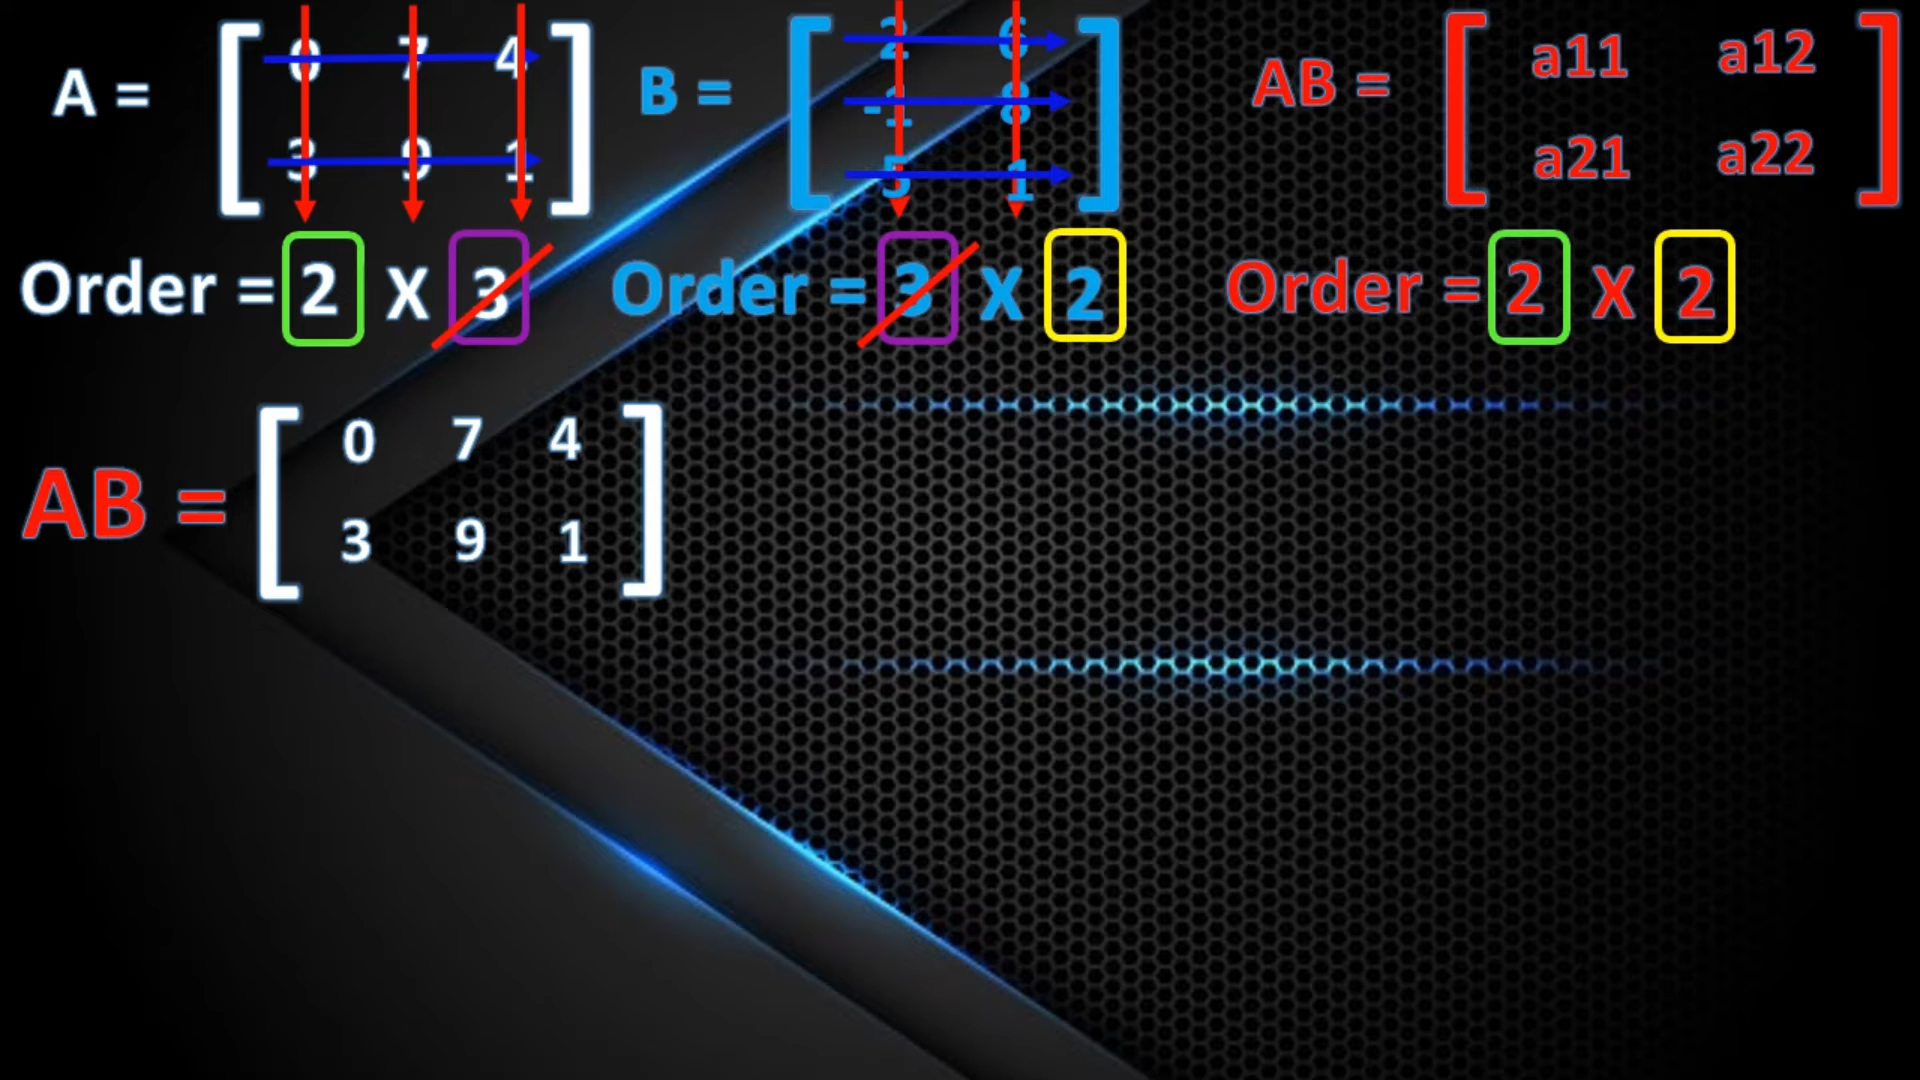 A = [ 0 7 4 B = [ 2 6 AB = [ a11 a12
3 9 1 ] -1 8 a21 a22 ]
5 1 ]
Order = 2 X 3 Order = 3 X 2 Order = 2 X 2
AB = [ 0 7 4
3 9 1 ]